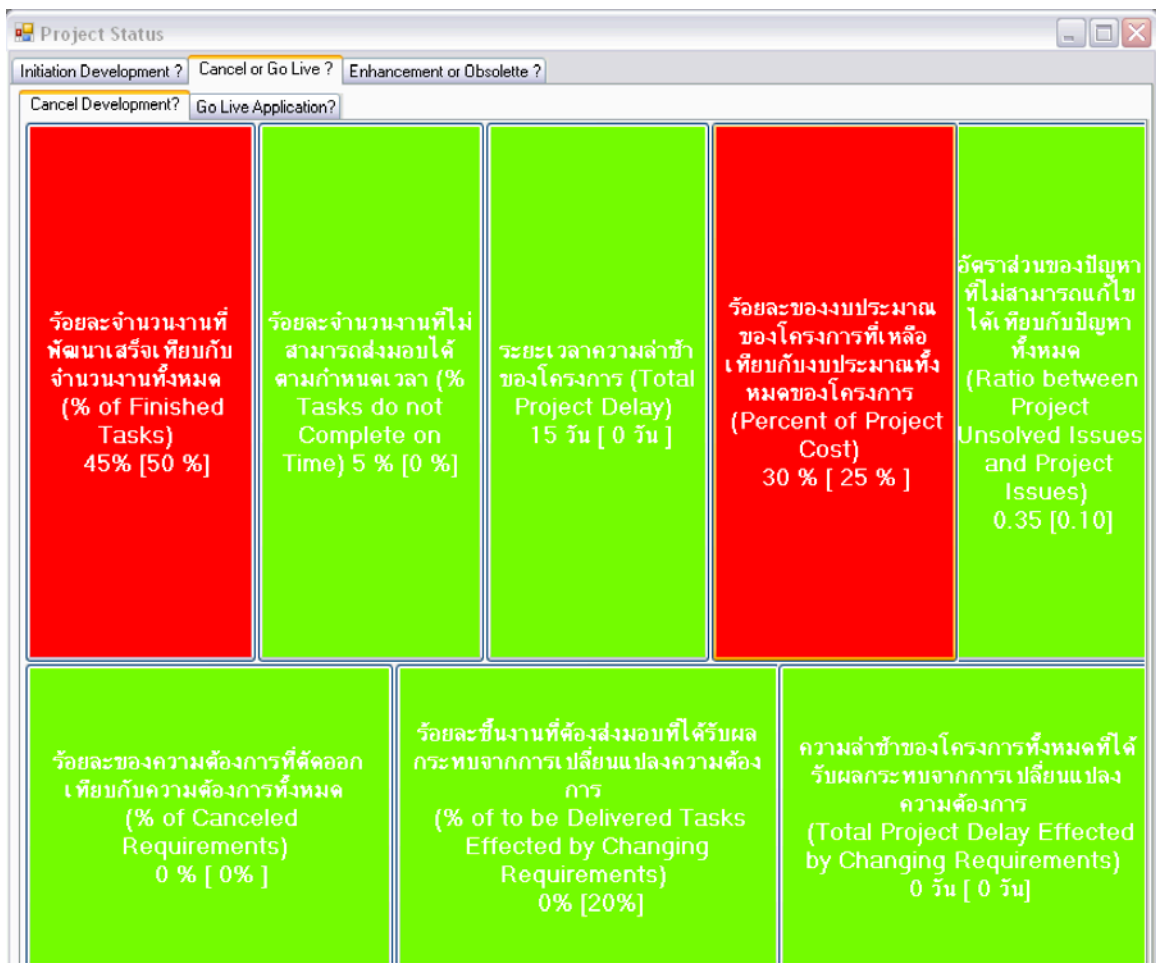 Project Status
Initiation Development ?
Cancel or Go Live ?
Enhancement or Obsolette ?
Cancel Development?
Go Live Application?
ร้อยละจำนวนงานที่
พัฒนาเสร็จเทียบกับ
จำนวนงานทั้งหมด
(% of Finished
Tasks)
45% [50 %]
ร้อยละจำนวนงานที่ไม่
สามารถส่งมอบได้
ตามกำหนดเวลา (%
Tasks do not
Complete on
Time) 5 % [0 %]
ระยะเวลาความล่าช้า
ของโครงการ (Total
Project Delay)
15 วัน [ 0 วัน ]
ร้อยละของงบประมาณ
ของโครงการที่เหลือ
เทียบกับงบประมาณทั้ง
หมดของโครงการ
(Percent of Project
Cost)
30 % [ 25 % ]
อัตราส่วนของปัญหา
ที่ไม่สามารถแก้ไข
ได้เทียบกับปัญหา
ทั้งหมด
(Ratio between
Project
Unsolved Issues
and Project
Issues)
0.35 [0.10]
ร้อยละของความต้องการที่ตัดออก
เทียบกับความต้องการทั้งหมด
(% of Canceled
Requirements)
0 % [ 0% ]
ร้อยละชิ้นงานที่ต้องส่งมอบที่ได้รับผล
กระทบจากการเปลี่ยนแปลงความต้อง
การ
(% of to be Delivered Tasks
Effected by Changing
Requirements)
0% [20%]
ความล่าช้าของโครงการทั้งหมดที่ได้
รับผลกระทบจากการเปลี่ยนแปลง
ความต้องการ
(Total Project Delay Effected
by Changing Requirements)
0 วัน [ 0 วัน]